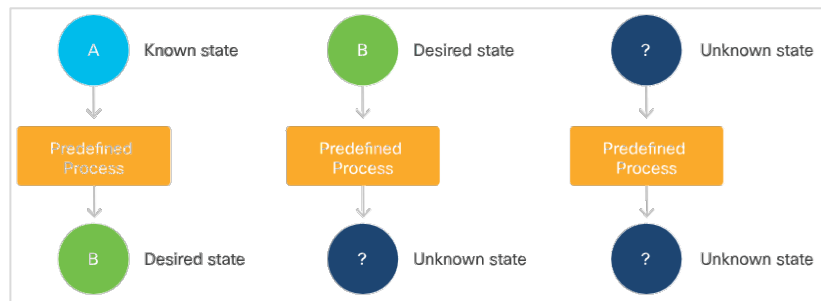 A Known state
B Desired state
? Unknown state
Predefined
Process
Predefined
Process
Predefined
Process
B Desired state
? Unknown state
? Unknown state